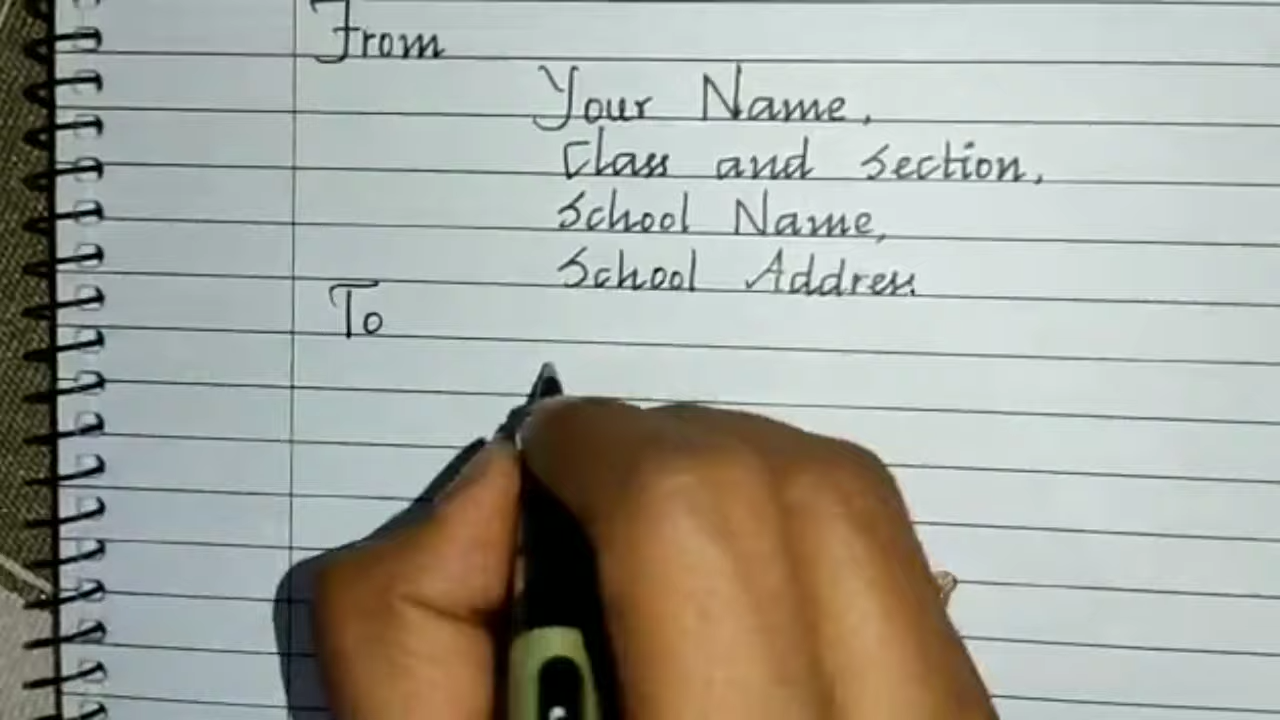 From
Your Name,
Class and section,
School Name,
School Address.
To